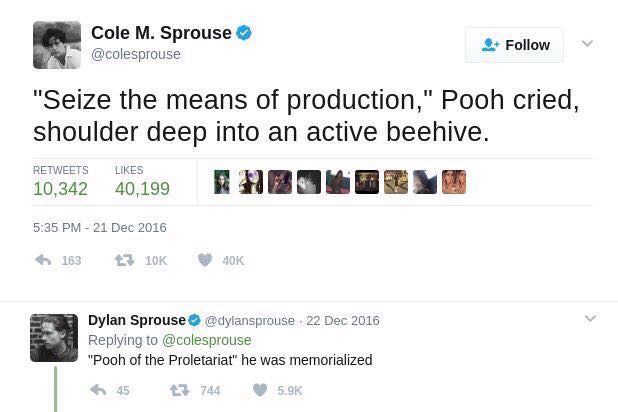 Cole M. Sprouse
@colesprouse
Follow
"Seize the means of production," Pooh cried,
shoulder deep into an active beehive.
RETWEETS LIKES
10,342 40,199
5:35 PM - 21 Dec 2016
163 10K 40K
Dylan Sprouse @dylansprouse · 22 Dec 2016
Replying to @colesprouse
"Pooh of the Proletariat" he was memorialized
45 744 5.9K